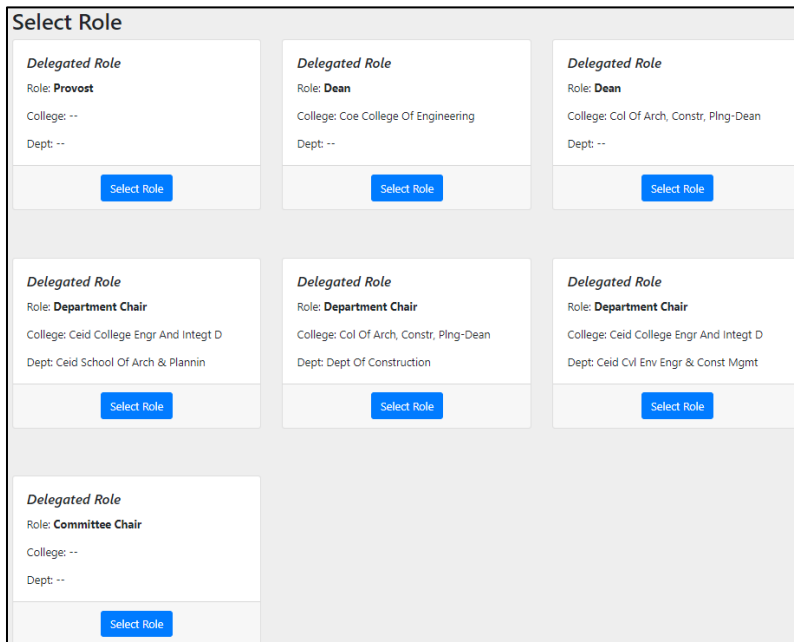 Select Role
Delegated Role
Role: Provost
College: --
Dept: --
Select Role
Delegated Role
Role: Dean
College: Coe College Of Engineering
Dept: --
Select Role
Delegated Role
Role: Dean
College: Col Of Arch, Constr, Plng-Dean
Dept: --
Select Role
Delegated Role
Role: Department Chair
College: Ceid College Engr And Integt D
Dept: Ceid School Of Arch & Plannin
Select Role
Delegated Role
Role: Department Chair
College: Col Of Arch, Constr, Plng-Dean
Dept: Dept Of Construction
Select Role
Delegated Role
Role: Department Chair
College: Ceid College Engr And Integt D
Dept: Ceid Cvl Env Engr & Const Mgmt
Select Role
Delegated Role
Role: Committee Chair
College: --
Dept: --
Select Role